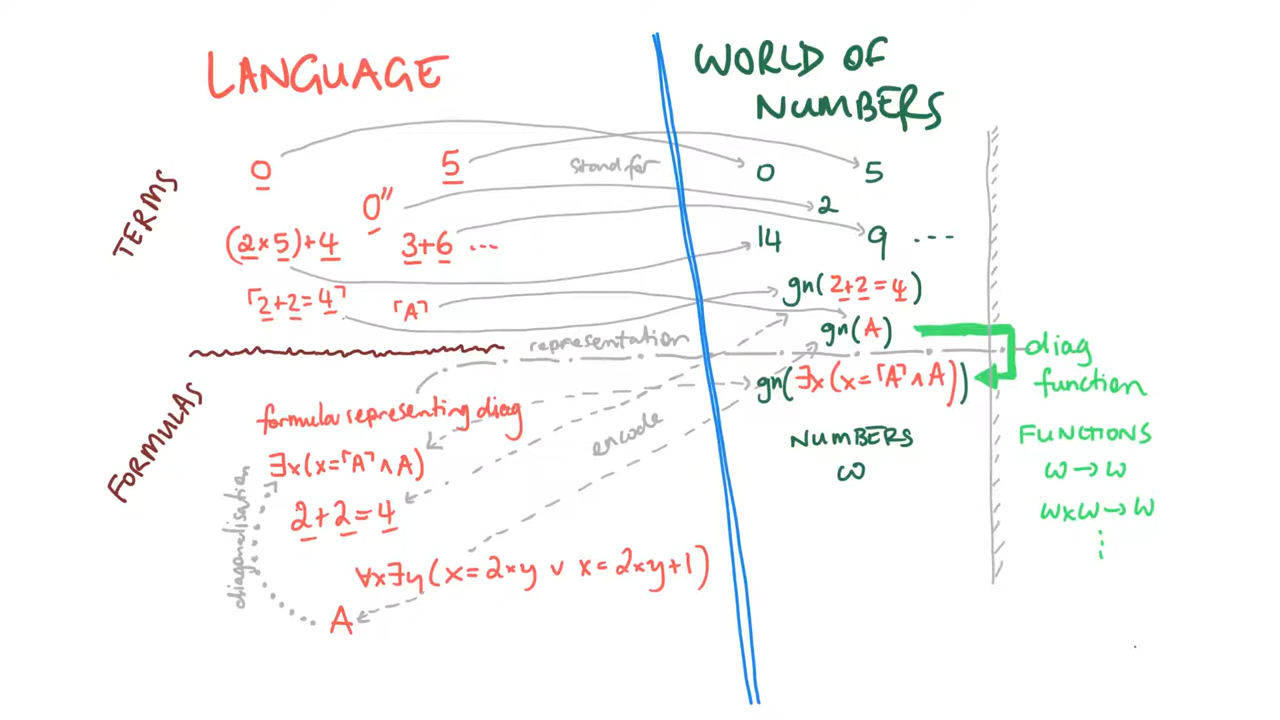 LANGUAGE
WORLD OF
NUMBERS
TERMS
0
5
stand for
0
5
0''
2
(2×5)+4
3+6 ...
14
9 ...
⌜2+2=4⌝
⌜A⌝
gn(2+2=4)
gn(A)
representation
diag
function
gn(∃x(x=⌜A⌝∧A))
FORMULAS
formula representing diag
encode
NUMBERS
ω
FUNCTIONS
ω→ω
ω×ω→ω
⋮
∃x(x=⌜A⌝∧A)
diagonalisation
2+2=4
∀x∃y(x=2×y ∨ x=2×y+1)
A